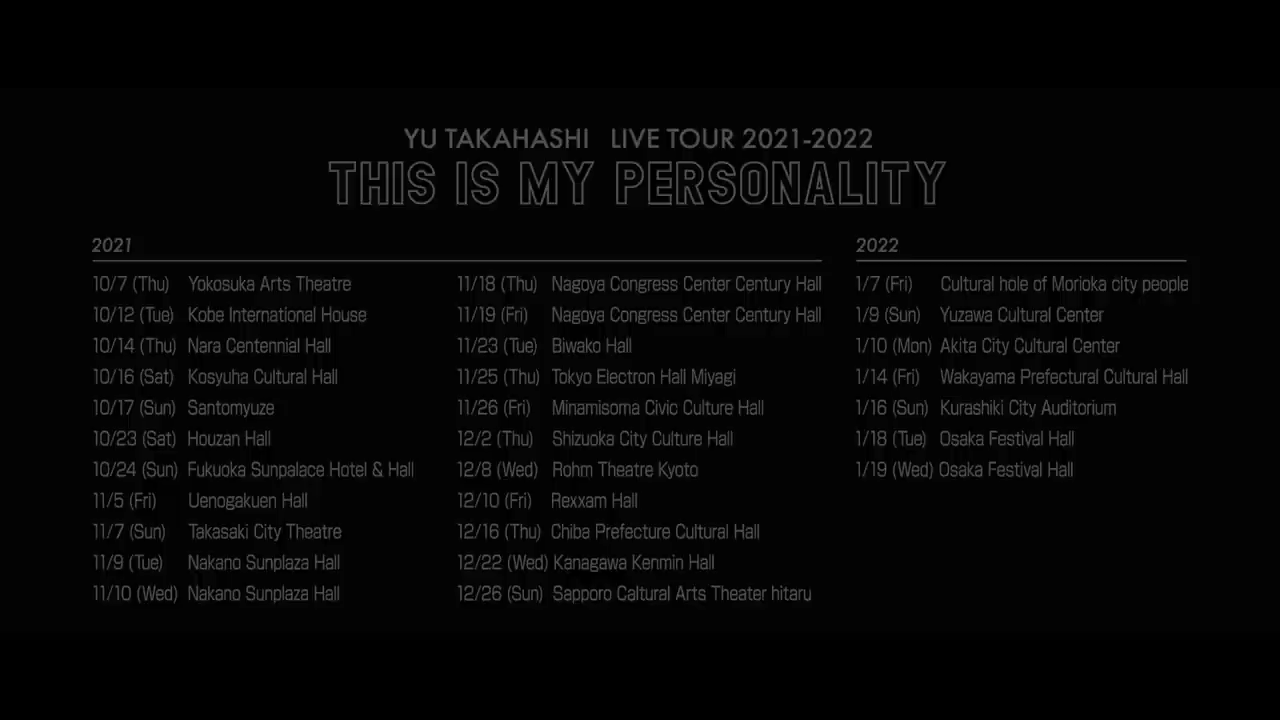 YU TAKAHASHI LIVE TOUR 2021-2022
THIS IS MY PERSONALITY
2021
10/7 (Thu) Yokosuka Arts Theatre
10/12 (Tue) Kobe International House
10/14 (Thu) Nara Centennial Hall
10/16 (Sat) Kosyuha Cultural Hall
10/17 (Sun) Santomyuze
10/23 (Sat) Houzan Hall
10/24 (Sun) Fukuoka Sunpalace Hotel & Hall
11/5 (Fri) Uenogakuen Hall
11/7 (Sun) Takasaki City Theatre
11/9 (Tue) Nakano Sunplaza Hall
11/10 (Wed) Nakano Sunplaza Hall
11/18 (Thu) Nagoya Congress Center Century Hall
11/19 (Fri) Nagoya Congress Center Century Hall
11/23 (Tue) Biwako Hall
11/25 (Thu) Tokyo Electron Hall Miyagi
11/26 (Fri) Minamisoma Civic Culture Hall
12/2 (Thu) Shizuoka City Culture Hall
12/8 (Wed) Rohm Theatre Kyoto
12/10 (Fri) Rexxam Hall
12/16 (Thu) Chiba Prefecture Cultural Hall
12/22 (Wed) Kanagawa Kenmin Hall
12/26 (Sun) Sapporo Caltural Arts Theater hitaru
2022
1/7 (Fri) Cultural hole of Morioka city people
1/9 (Sun) Yuzawa Cultural Center
1/10 (Mon) Akita City Cultural Center
1/14 (Fri) Wakayama Prefectural Cultural Hall
1/16 (Sun) Kurashiki City Auditorium
1/18 (Tue) Osaka Festival Hall
1/19 (Wed) Osaka Festival Hall